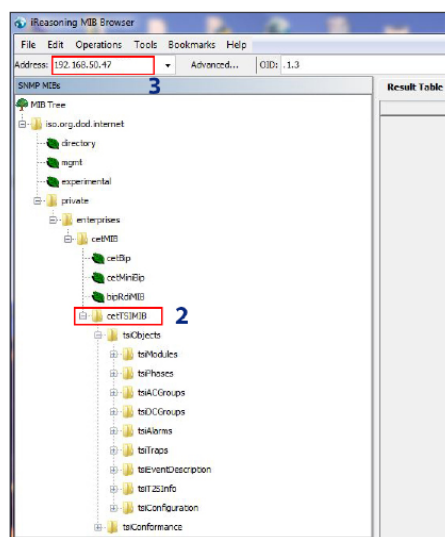 iReasoning MIB Browser
File Edit Operations Tools Bookmarks Help
Address: 192.168.50.47 Advanced... OID: .1.3
SNMP MIBs 3 Result Table
MIB Tree
iso.org.dod.internet
directory
mgmt
experimental
private
enterprises
cetMIB
cetBip
cetMiniBip
bipRdiMIB
cetTSIMIB 2
tsiObjects
tsiModules
tsiPhases
tsiACGroups
tsiDCGroups
tsiAlarms
tsiTraps
tsiEventDescription
tsiT2SInfo
tsiConfiguration
tsiConformance